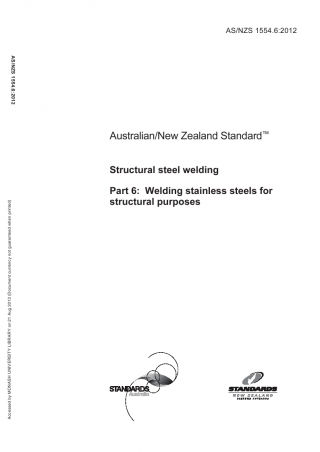 AS/NZS 1554.6:2012
AS/NZS 1554.6:2012
Australian/New Zealand Standard™
Structural steel welding
Part 6: Welding stainless steels for
structural purposes
Accessed by MONASH UNIVERSITY LIBRARY on 21 Aug 2013 (Document currency not guaranteed when printed)
STANDARDS
Australia
STANDARDS
NEW ZEALAND